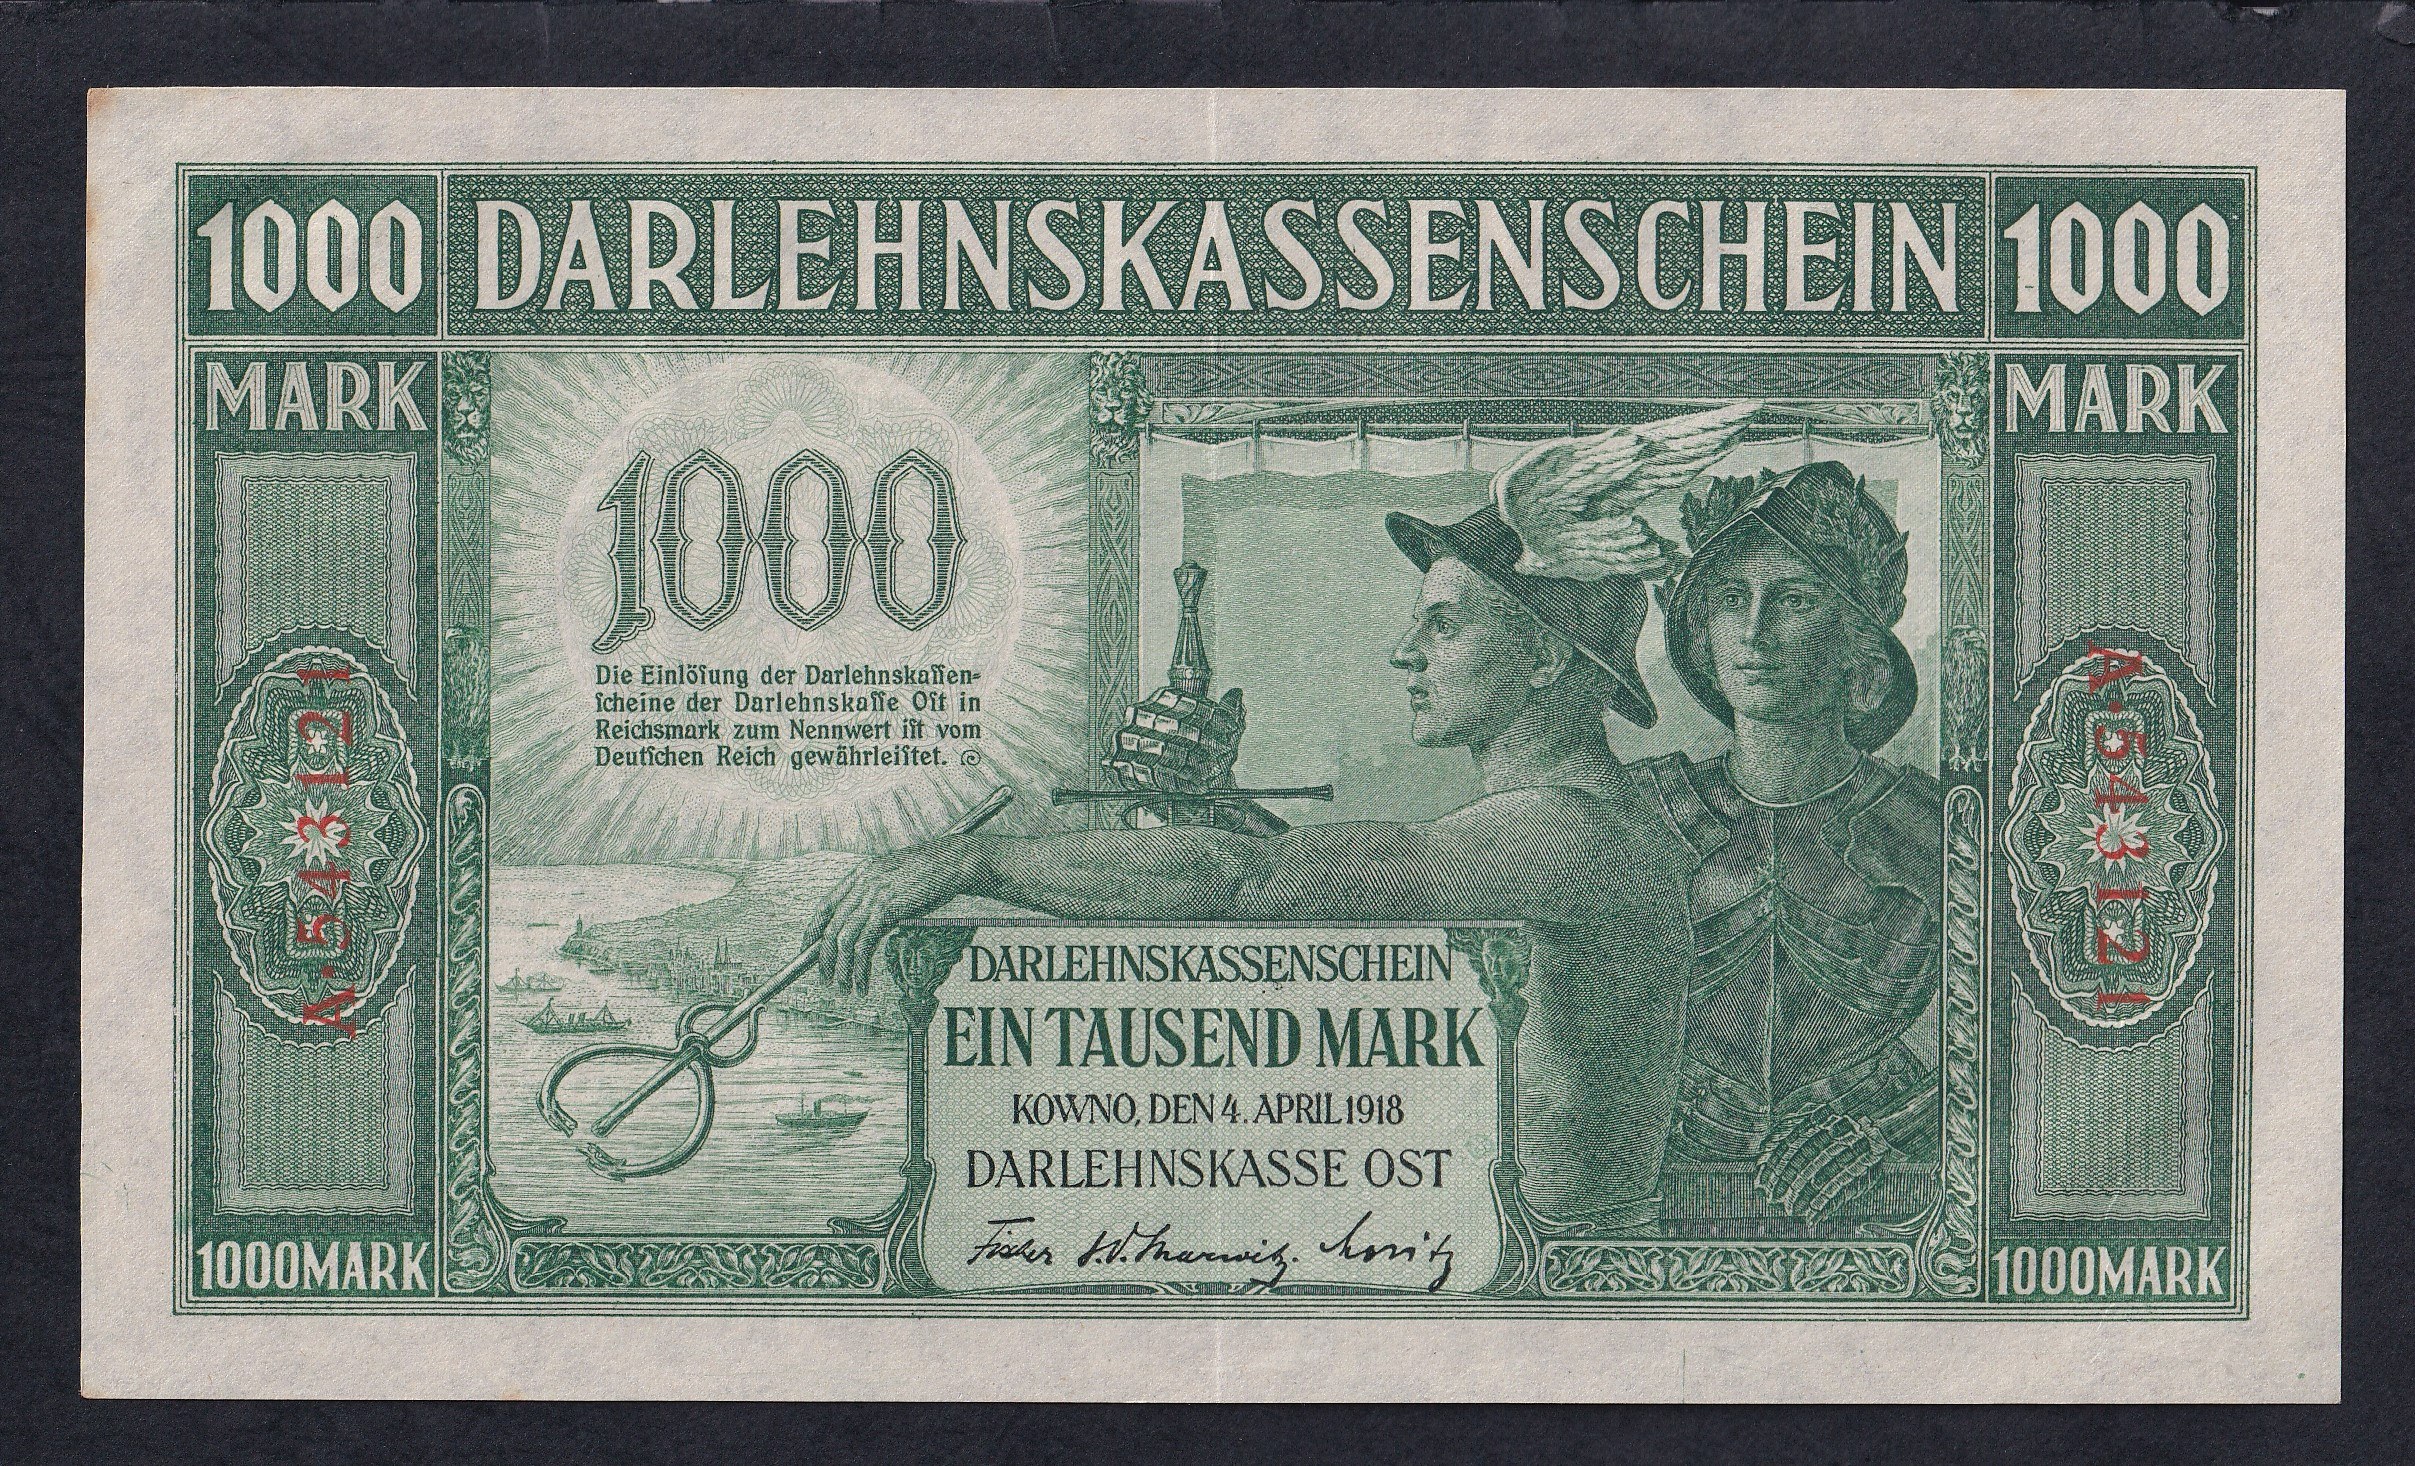 1000 DARLEHNSKASSENSCHEIN 1000
MARK
MARK
1000
Die Einlöſung der Darlehnskaſſen-
ſcheine der Darlehnskaſſe Oſt in
Reichsmark zum Nennwert iſt vom
Deutſchen Reich gewährleiſtet.
A·543121
A·543121
DARLEHNSKASSENSCHEIN
EIN TAUSEND MARK
KOWNO, DEN 4. APRIL 1918
DARLEHNSKASSE OST
Fischer
1000MARK
1000MARK